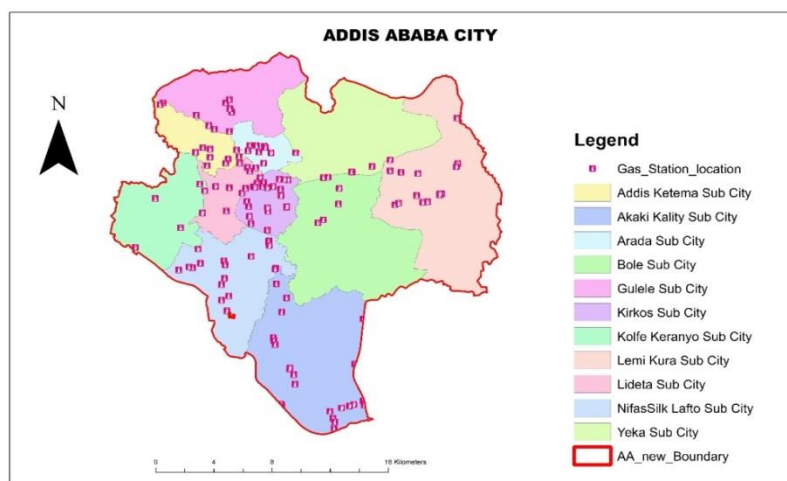 ADDIS ABABA CITY
N
Legend
Gas_Station_location
Addis Ketema Sub City
Akaki Kality Sub City
Arada Sub City
Bole Sub City
Gulele Sub City
Kirkos Sub City
Kolfe Keranyo Sub City
Lemi Kura Sub City
Lideta Sub City
NifasSilk Lafto Sub City
Yeka Sub City
AA_new_Boundary
0 4 8 16 Kilometers